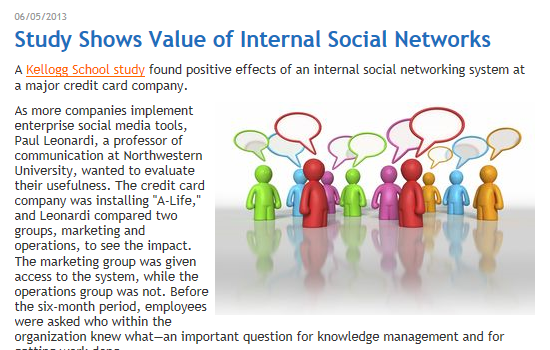 06/05/2013
Study Shows Value of Internal Social Networks
A Kellogg School study found positive effects of an internal social networking system at
a major credit card company.
As more companies implement
enterprise social media tools,
Paul Leonardi, a professor of
communication at Northwestern
University, wanted to evaluate
their usefulness. The credit card
company was installing "A-Life,"
and Leonardi compared two
groups, marketing and
operations, to see the impact.
The marketing group was given
access to the system, while the
operations group was not. Before
the six-month period, employees
were asked who within the
organization knew what—an important question for knowledge management and for